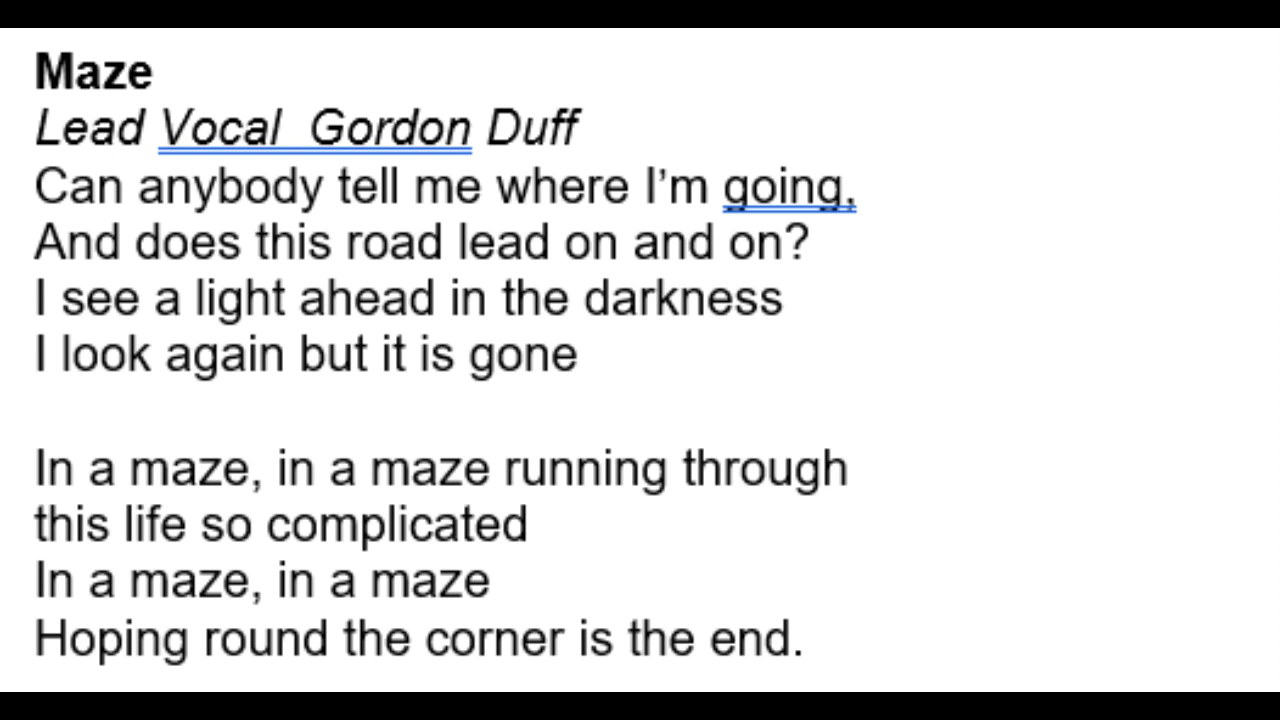 Maze
Lead Vocal  Gordon Duff
Can anybody tell me where I’m going,
And does this road lead on and on?
I see a light ahead in the darkness
I look again but it is gone

In a maze, in a maze running through
this life so complicated
In a maze, in a maze
Hoping round the corner is the end.